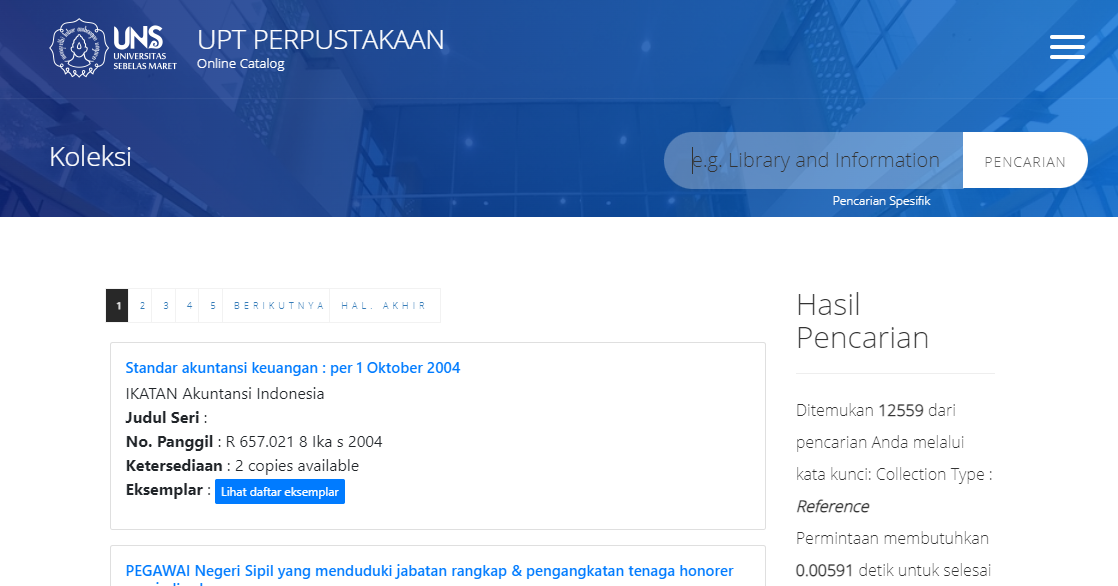 UNS
UNIVERSITAS
SEBELAS MARET
UPT PERPUSTAKAAN
Online Catalog
Koleksi
e.g. Library and Information
PENCARIAN
Pencarian Spesifik
1 2 3 4 5 BERIKUTNYA HAL. AKHIR
Standar akuntansi keuangan : per 1 Oktober 2004
IKATAN Akuntansi Indonesia
Judul Seri :
No. Panggil : R 657.021 8 Ika s 2004
Ketersediaan : 2 copies available
Eksemplar : Lihat daftar eksemplar
PEGAWAI Negeri Sipil yang menduduki jabatan rangkap & pengangkatan tenaga honorer
Hasil
Pencarian
Ditemukan 12559 dari
pencarian Anda melalui
kata kunci: Collection Type :
Reference
Permintaan membutuhkan
0.00591 detik untuk selesai